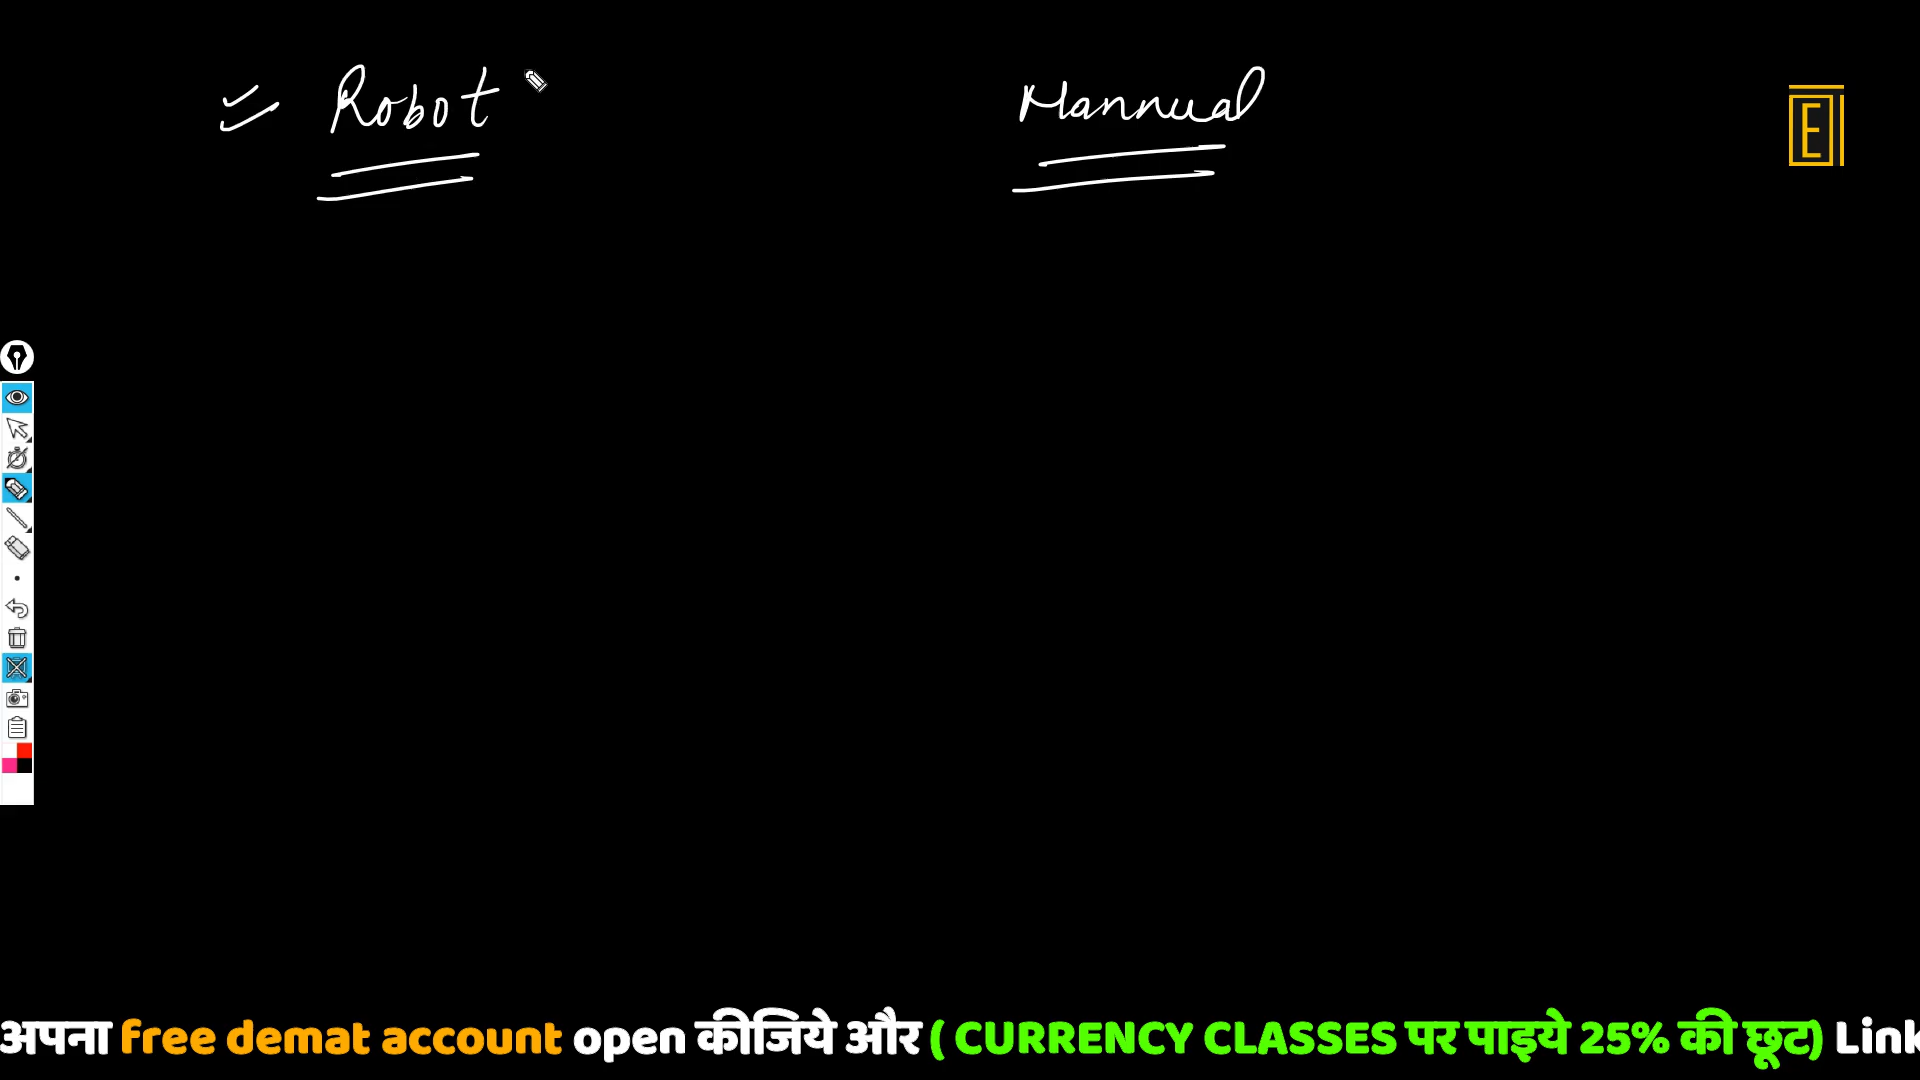 Robot Mannual
E
अपना free demat account open कीजिये और ( CURRENCY CLASSES पर पाइये 25% की छूट) Link